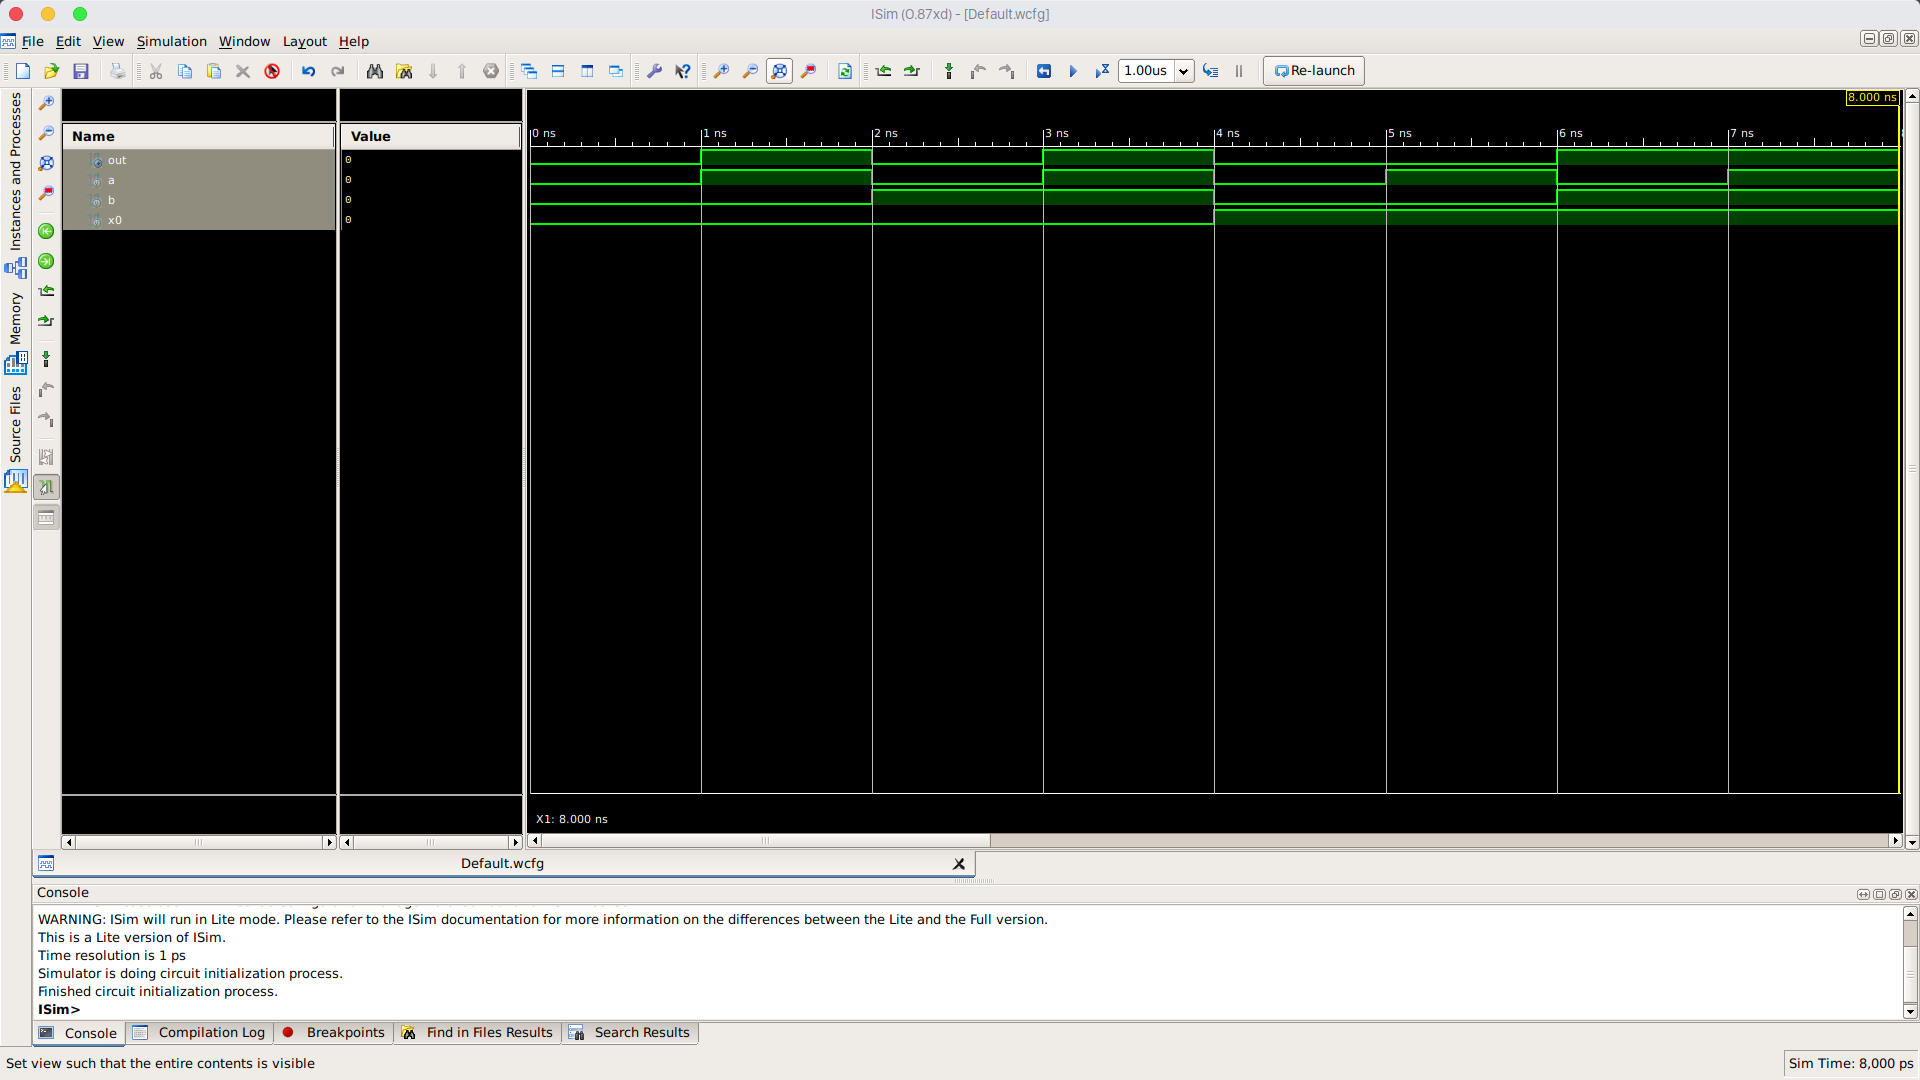 ISim (O.87xd) - [Default.wcfg]
File Edit View Simulation Window Layout Help
1.00us
Re-launch
Instances and Processes
Memory
Source Files
Name
Value
out
0
a
0
b
0
x0
0
8.000 ns
0 ns 1 ns 2 ns 3 ns 4 ns 5 ns 6 ns 7 ns
X1: 8.000 ns
Default.wcfg
Console
WARNING: ISim will run in Lite mode. Please refer to the ISim documentation for more information on the differences between the Lite and the Full version.
This is a Lite version of ISim.
Time resolution is 1 ps
Simulator is doing circuit initialization process.
Finished circuit initialization process.
ISim>
Console Compilation Log Breakpoints Find in Files Results Search Results
Set view such that the entire contents is visible
Sim Time: 8,000 ps